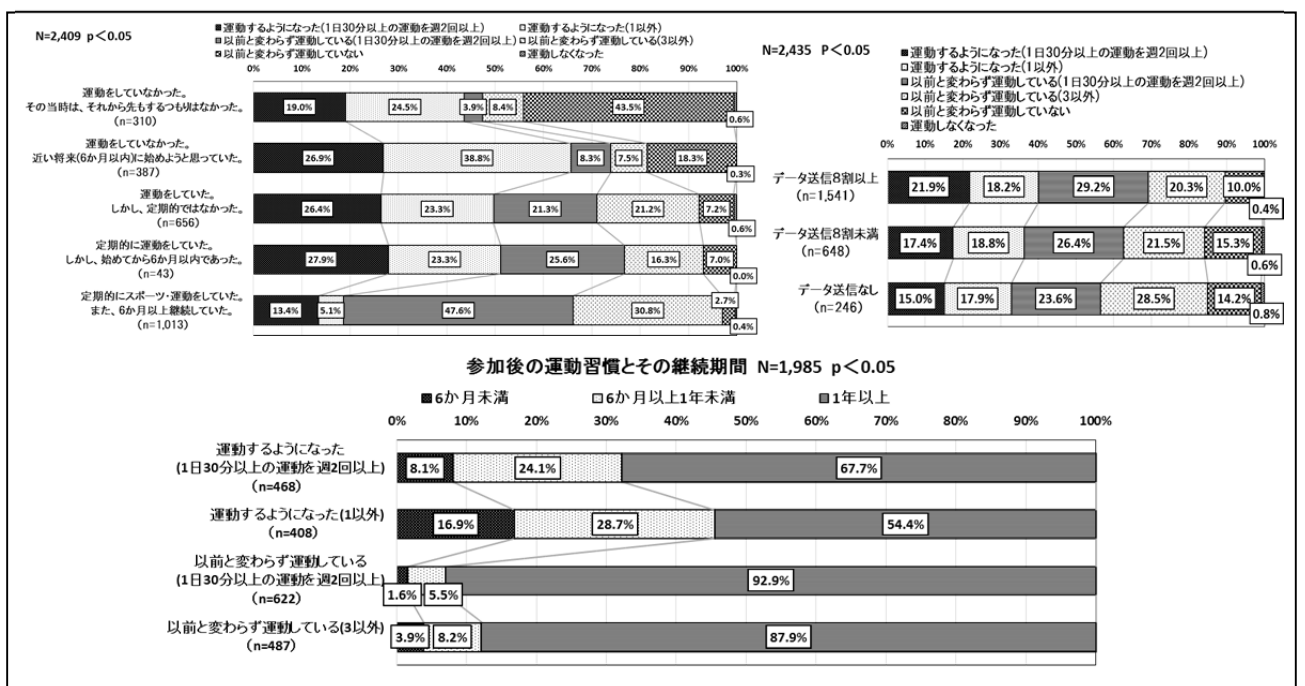 N=2,409 p<0.05
■運動するようになった(1日30分以上の運動を週2回以上)
□運動するようになった(1以外)
■以前と変わらず運動している(1日30分以上の運動を週2回以上)
□以前と変わらず運動している(3以外)
■以前と変わらず運動していない
■運動しなくなった
0% 10% 20% 30% 40% 50% 60% 70% 80% 90% 100%
運動をしていなかった。
その当時は、それから先もするつもりはなかった。
(n=310)
19.0% 24.5% 3.9% 8.4% 43.5% 0.6%
運動をしていなかった。
近い将来(6か月以内)に始めようと思っていた。
(n=387)
26.9% 38.8% 8.3% 7.5% 18.3% 0.3%
運動をしていた。
しかし、定期的ではなかった。
(n=656)
26.4% 23.3% 21.3% 21.2% 7.2% 0.6%
定期的に運動をしていた。
しかし、始めてから6か月以内であった。
(n=43)
27.9% 23.3% 25.6% 16.3% 7.0% 0.0%
定期的にスポーツ・運動をしていた。
また、6か月以上継続していた。
(n=1,013)
13.4% 5.1% 47.6% 30.8% 2.7% 0.4%
N=2,435 P<0.05
■運動するようになった(1日30分以上の運動を週2回以上)
□運動するようになった(1以外)
■以前と変わらず運動している(1日30分以上の運動を週2回以上)
□以前と変わらず運動している(3以外)
■以前と変わらず運動していない
■運動しなくなった
0% 20% 40% 60% 80% 100%
データ送信8割以上
(n=1,541)
21.9% 18.2% 29.2% 20.3% 10.0% 0.4%
データ送信8割未満
(n=648)
17.4% 18.8% 26.4% 21.5% 15.3% 0.6%
データ送信なし
(n=246)
15.0% 17.9% 23.6% 28.5% 14.2% 0.8%
参加後の運動習慣とその継続期間 N=1,985 p<0.05
■6か月未満 □6か月以上1年未満 ■1年以上
0% 10% 20% 30% 40% 50% 60% 70% 80% 90% 100%
運動するようになった
(1日30分以上の運動を週2回以上)
(n=468)
8.1% 24.1% 67.7%
運動するようになった(1以外)
(n=408)
16.9% 28.7% 54.4%
以前と変わらず運動している
(1日30分以上の運動を週2回以上)
(n=622)
1.6% 5.5% 92.9%
以前と変わらず運動している(3以外)
(n=487)
3.9% 8.2% 87.9%